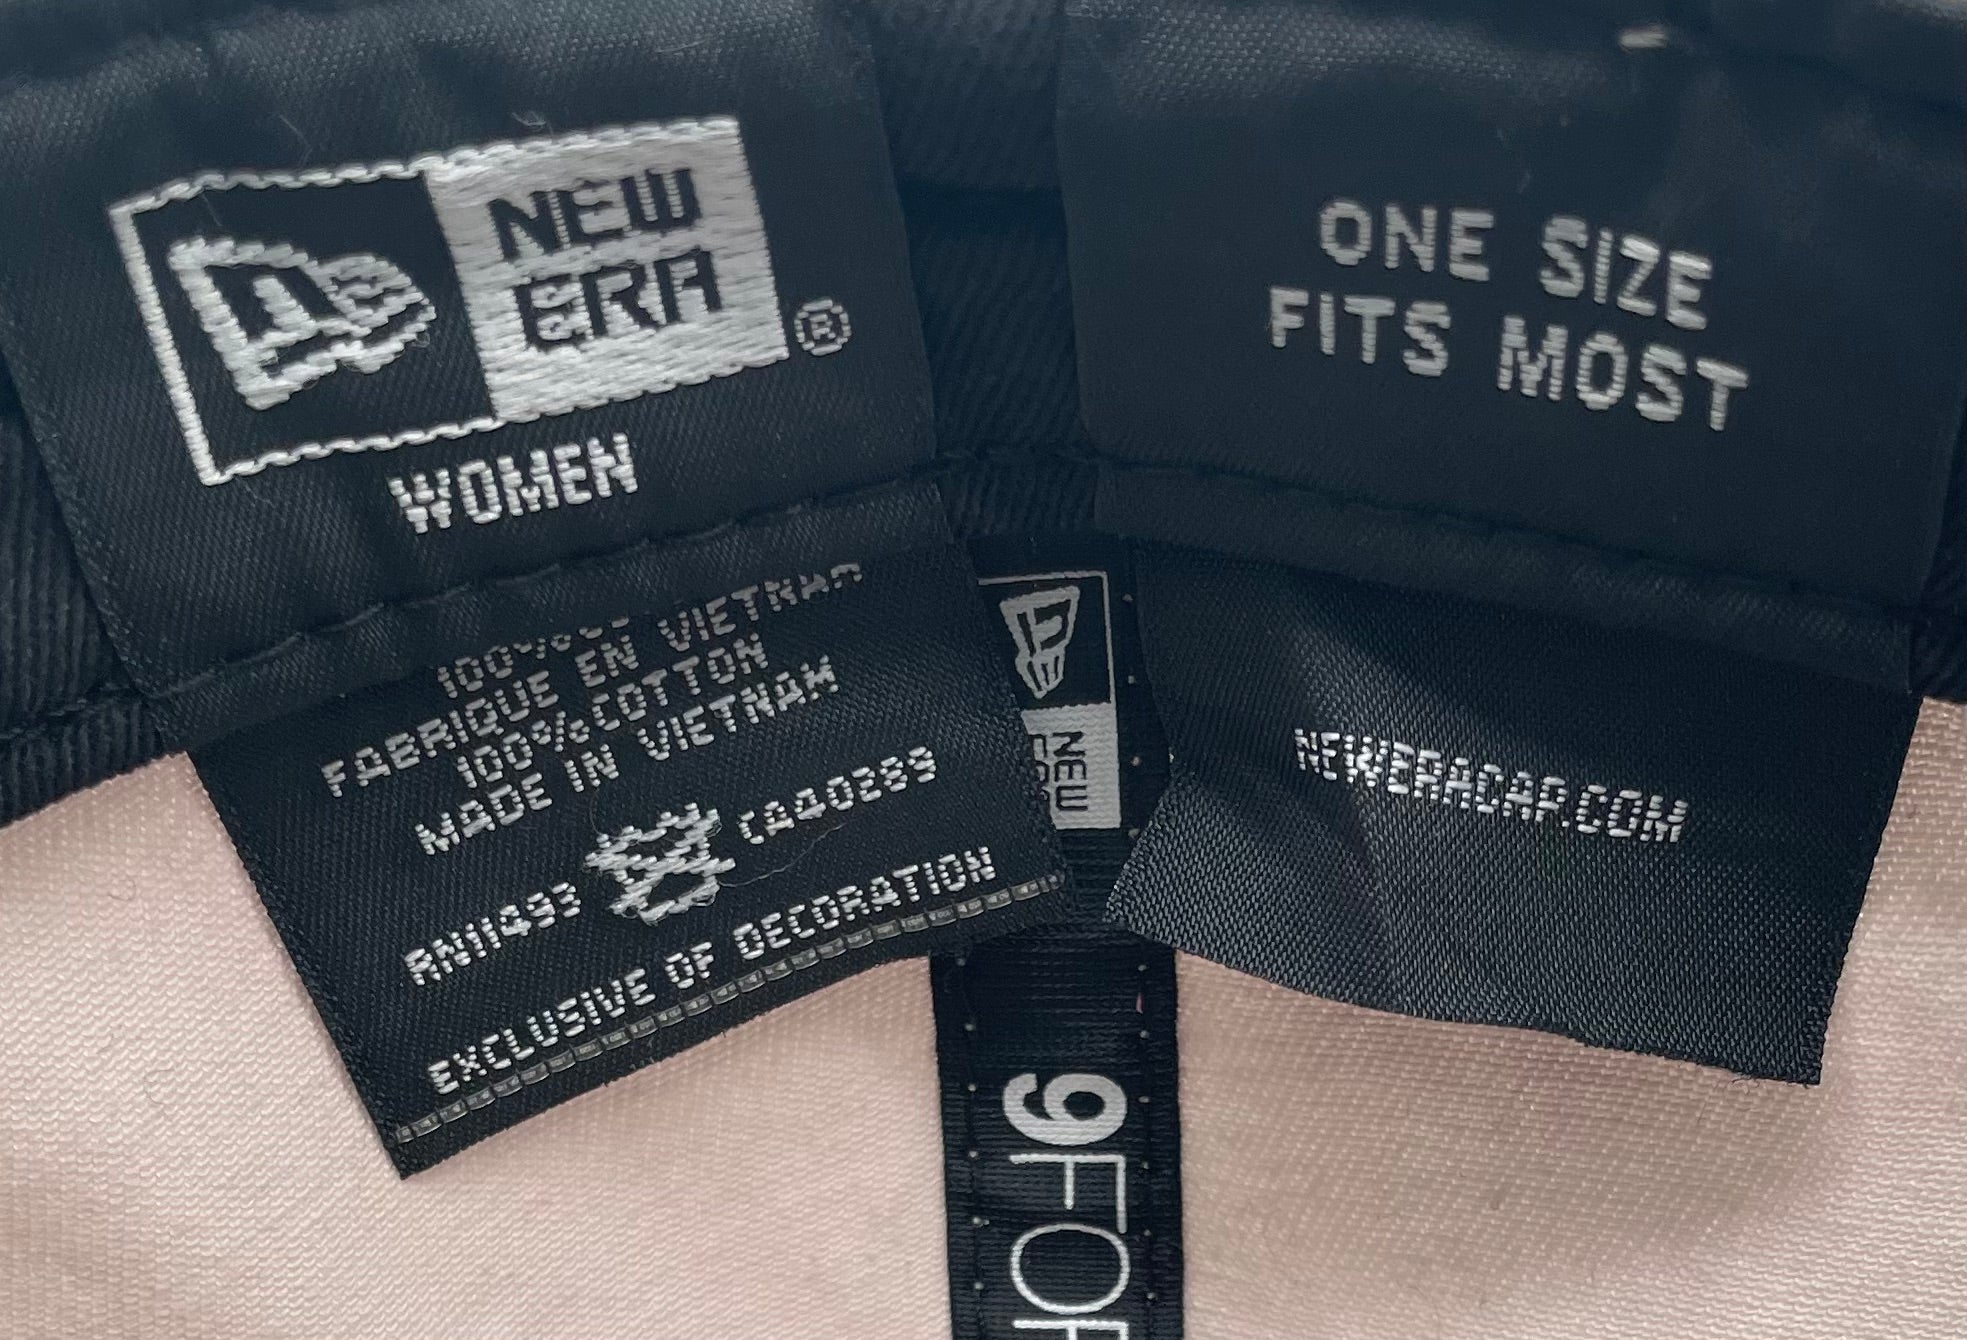 NEW
ERA
®
WOMEN
ONE SIZE
FITS MOST
FABRIQUE EN VIETNAM
100% COTTON
MADE IN VIETNAM
RN11493
CA40289
EXCLUSIVE OF DECORATION
NEW
NEWERACAP.COM
9FOR